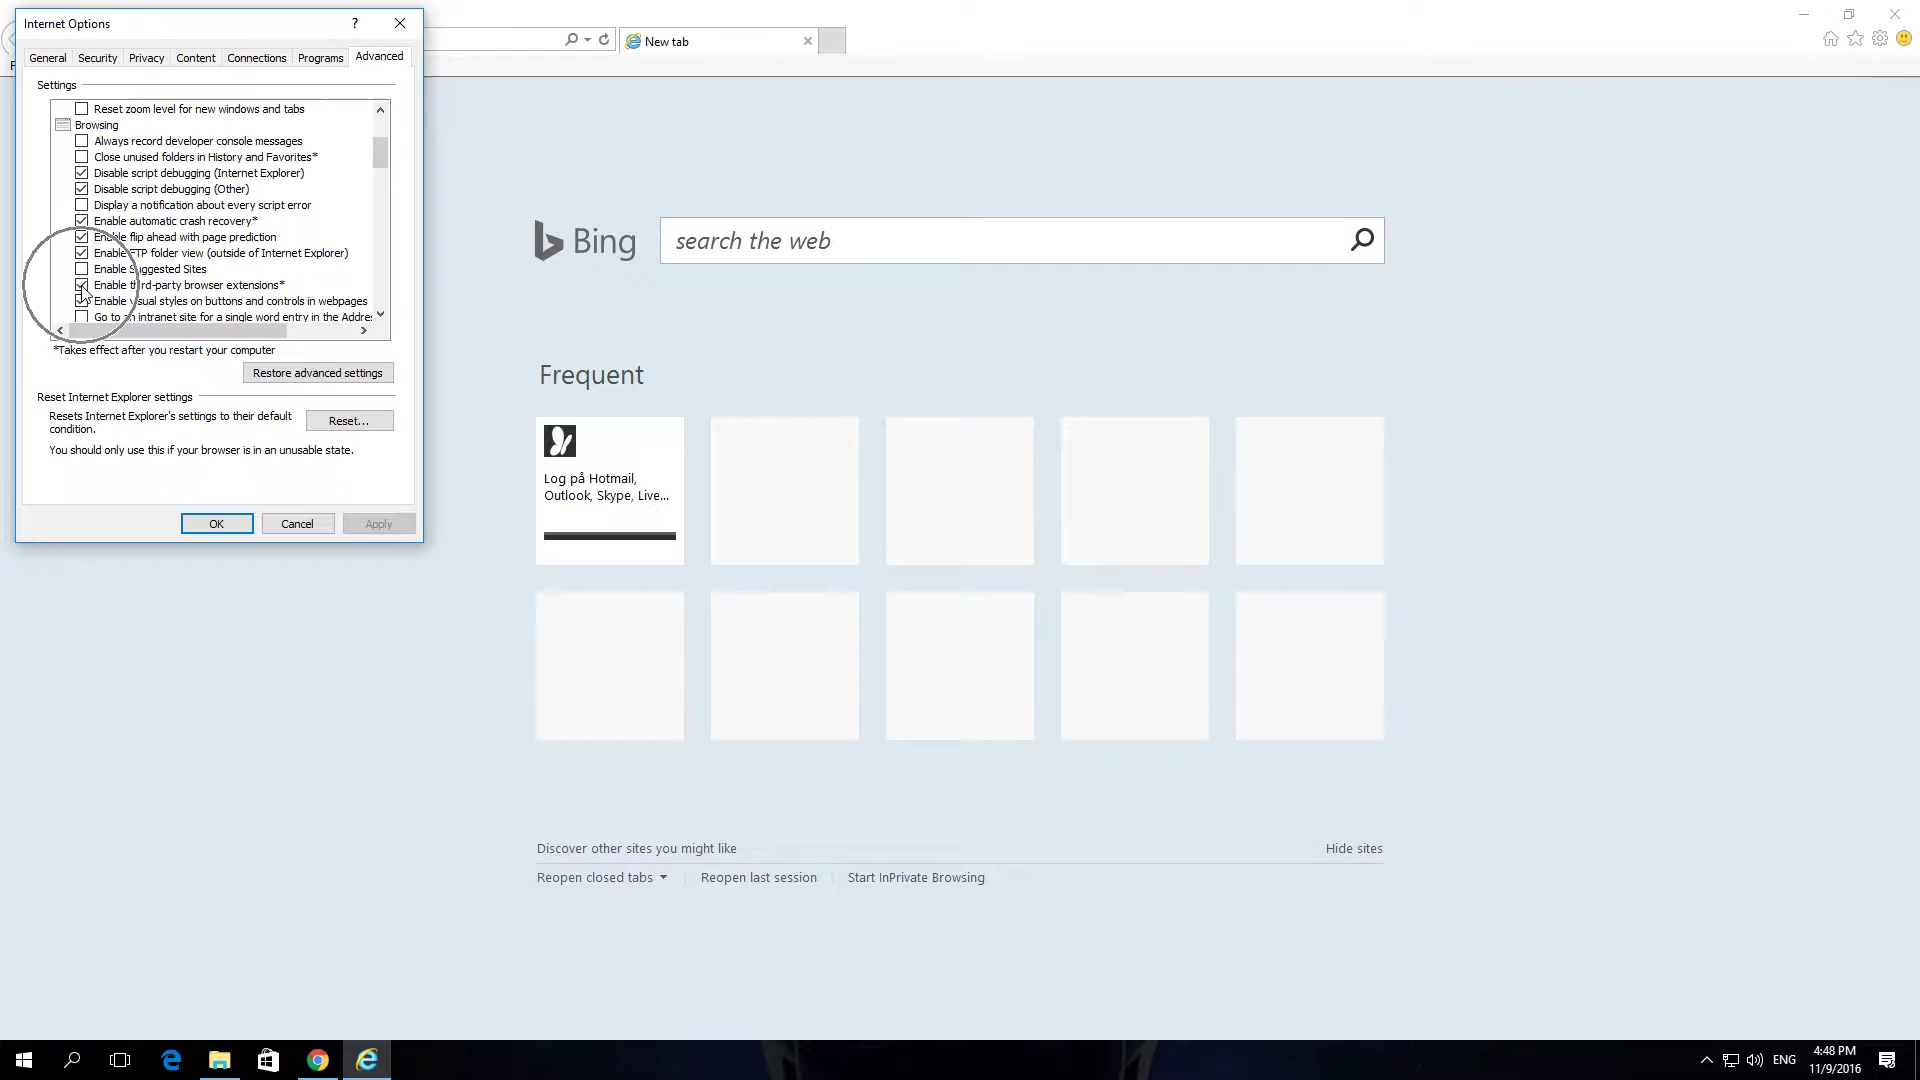 Internet Options
?
New tab
General Security Privacy Content Connections Programs Advanced
Settings
Reset zoom level for new windows and tabs
Browsing
Always record developer console messages
Close unused folders in History and Favorites*
Disable script debugging (Internet Explorer)
Disable script debugging (Other)
Display a notification about every script error
Enable automatic crash recovery*
Enable flip ahead with page prediction
Enable FTP folder view (outside of Internet Explorer)
Enable Suggested Sites
Enable third-party browser extensions*
Enable visual styles on buttons and controls in webpages
Go to an intranet site for a single word entry in the Addre
*Takes effect after you restart your computer
Restore advanced settings
Reset Internet Explorer settings
Resets Internet Explorer's settings to their default
condition.
Reset...
You should only use this if your browser is in an unusable state.
OK Cancel Apply
Bing
search the web
Frequent
Log på Hotmail,
Outlook, Skype, Live...
Discover other sites you might like
Hide sites
Reopen closed tabs
Reopen last session
Start InPrivate Browsing
ENG
4:48 PM
11/9/2016